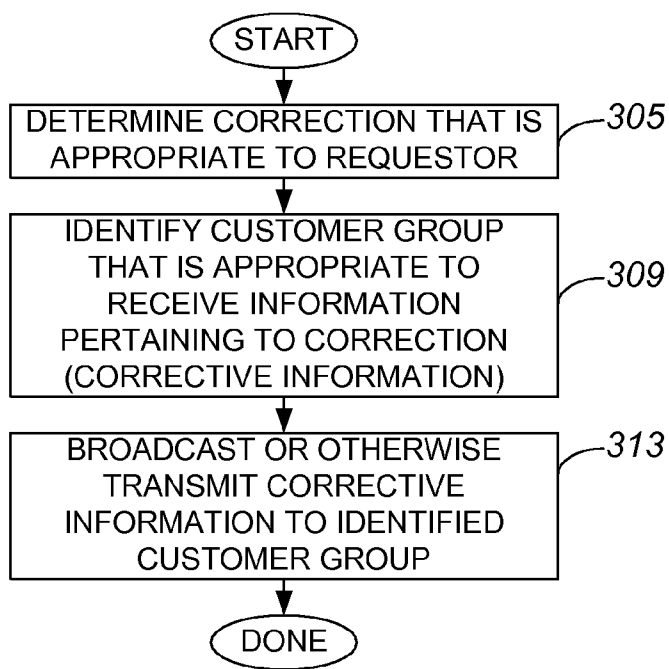 START
DETERMINE CORRECTION THAT IS
APPROPRIATE TO REQUESTOR
305
IDENTIFY CUSTOMER GROUP
THAT IS APPROPRIATE TO
RECEIVE INFORMATION
PERTAINING TO CORRECTION
(CORRECTIVE INFORMATION)
309
BROADCAST OR OTHERWISE
TRANSMIT CORRECTIVE
INFORMATION TO IDENTIFIED
CUSTOMER GROUP
313
DONE